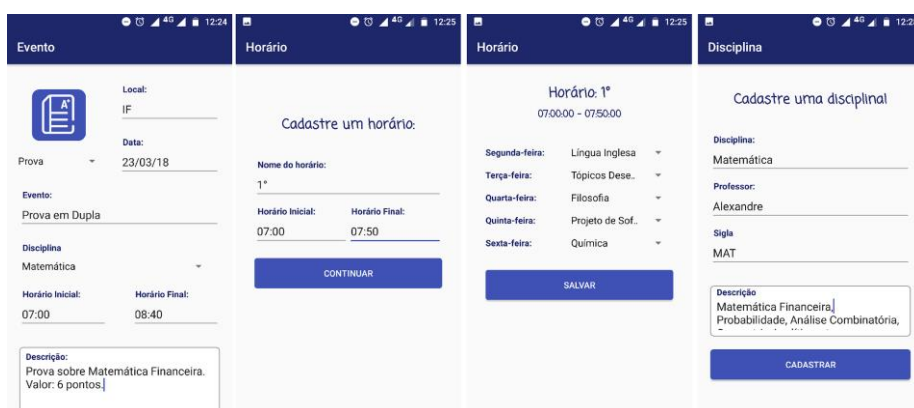 4G 12:24
Evento
A+
Local:
IF
Data:
Prova
23/03/18
Evento:
Prova em Dupla
Disciplina
Matemática
Horário Inicial:
Horário Final:
07:00
08:40
Descrição:
Prova sobre Matemática Financeira.
Valor: 6 pontos.
4G 12:25
Horário
Cadastre um horário:
Nome do horário:
1°
Horário Inicial:
Horário Final:
07:00
07:50
CONTINUAR
4G 12:25
Horário
Horário: 1°
07:00:00 - 07:50:00
Segunda-feira: Língua Inglesa
Terça-feira: Tópicos Dese..
Quarta-feira: Filosofia
Quinta-feira: Projeto de Sof..
Sexta-feira: Química
SALVAR
4G
Disciplina
Cadastre uma disciplina!
Disciplina:
Matemática
Professor:
Alexandre
Sigla
MAT
Descrição
Matemática Financeira,
Probabilidade, Análise Combinatória,
CADASTRAR